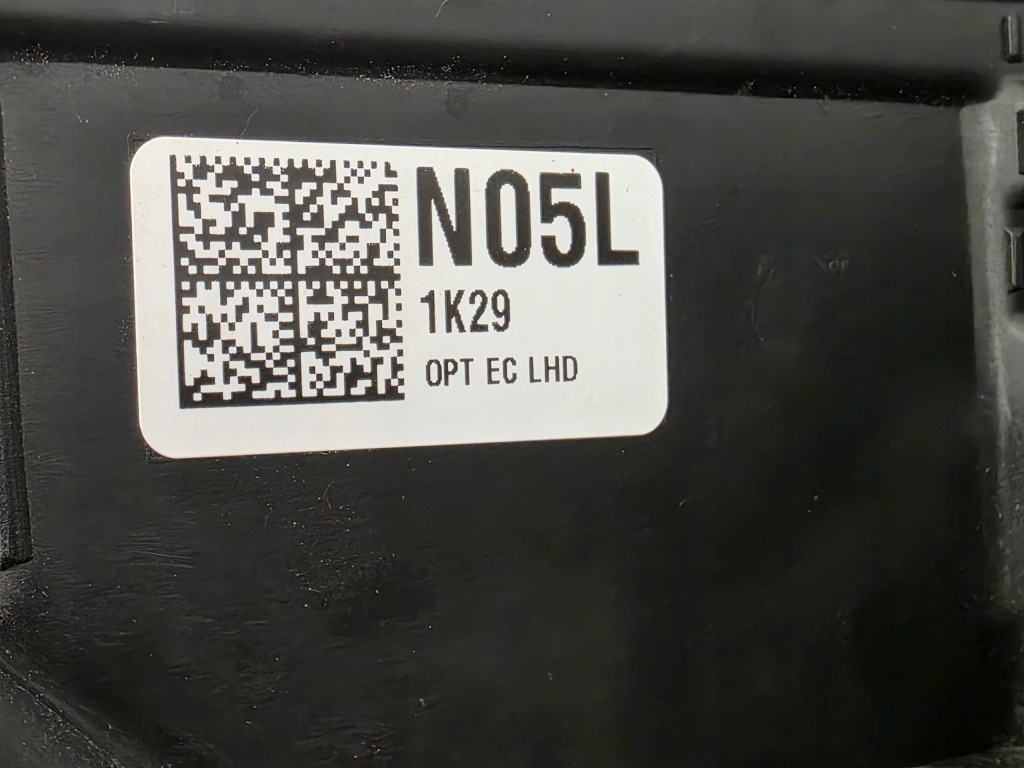 N05L
1K29
OPT EC LHD